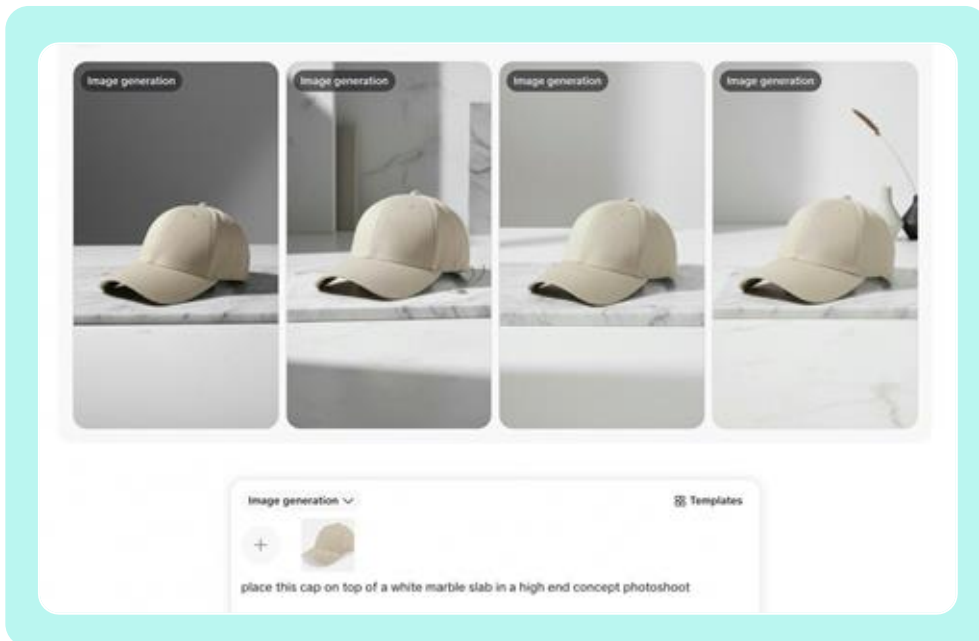 Image generation
Image generation
Image generation
Image generation
Image generation
Templates
place this cap on top of a white marble slab in a high end concept photoshoot